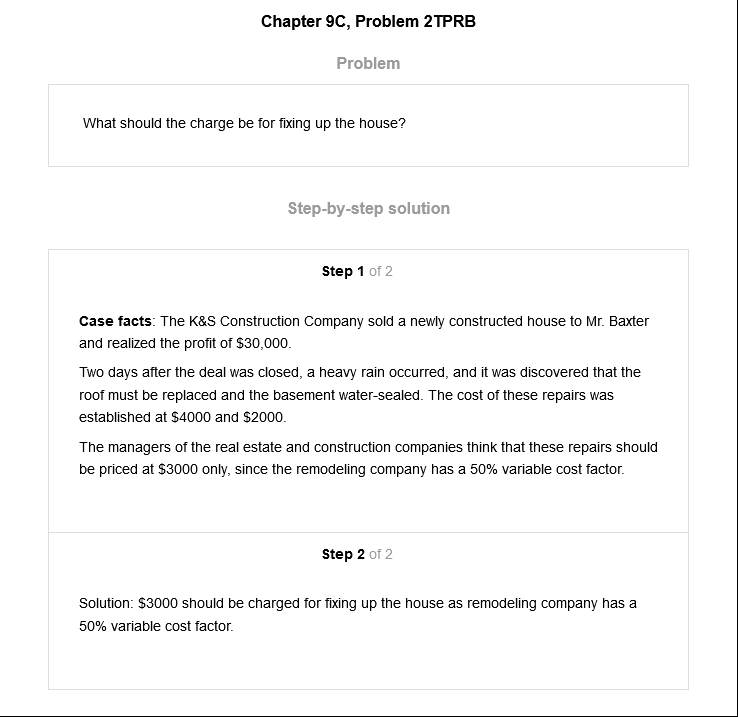 Chapter 9C, Problem 2TPRB
Problem
What should the charge be for fixing up the house?
Step-by-step solution
Step 1 of 2
Case facts: The K&S Construction Company sold a newly constructed house to Mr. Baxter
and realized the profit of $30,000.
Two days after the deal was closed, a heavy rain occurred, and it was discovered that the
roof must be replaced and the basement water-sealed. The cost of these repairs was
established at $4000 and $2000.
The managers of the real estate and construction companies think that these repairs should
be priced at $3000 only, since the remodeling company has a 50% variable cost factor.
Step 2 of 2
Solution: $3000 should be charged for fixing up the house as remodeling company has a
50% variable cost factor.